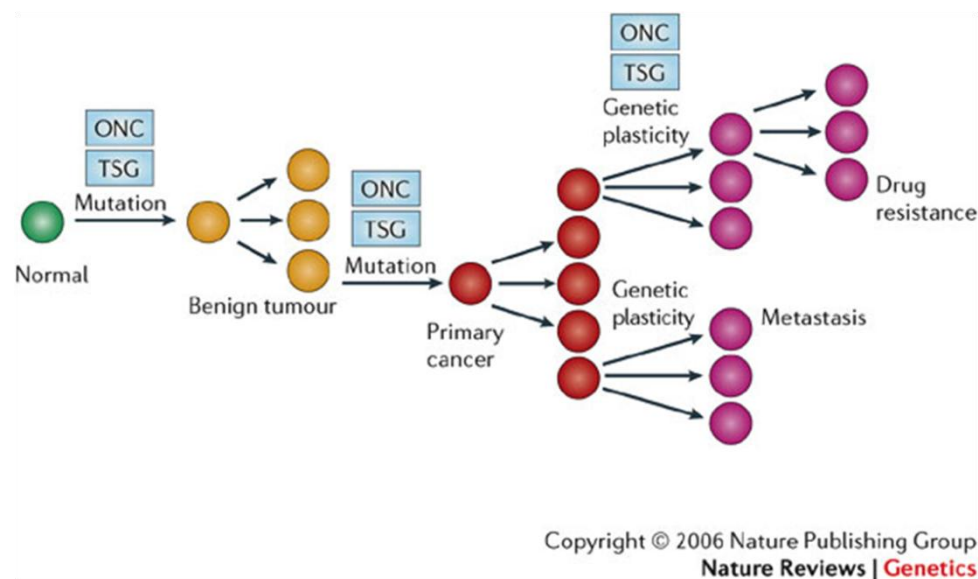 ONC
TSG
Mutation
Normal
Benign tumour
ONC
TSG
Mutation
Primary
cancer
ONC
TSG
Genetic
plasticity
Drug
resistance
Genetic
plasticity
Metastasis
Copyright © 2006 Nature Publishing Group
Nature Reviews | Genetics